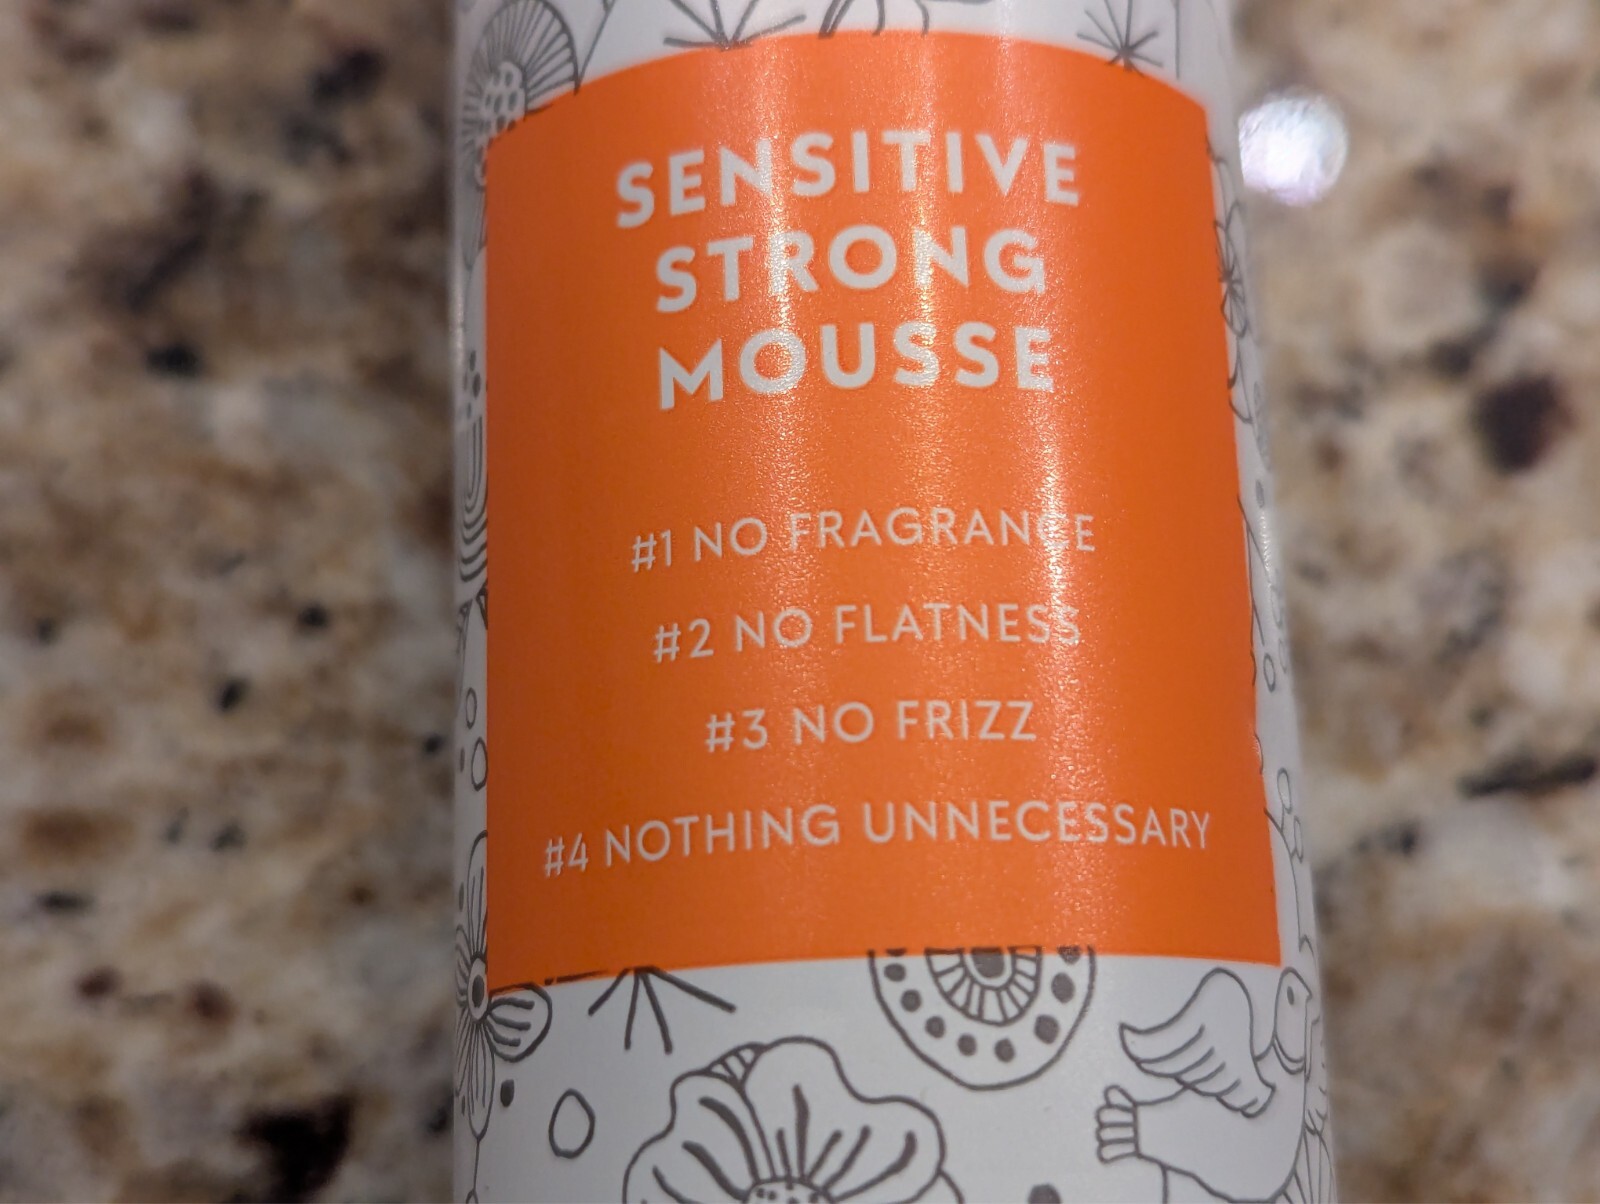 SENSITIVE
STRONG
MOUSSE
#1 NO FRAGRANCE
#2 NO FLATNESS
#3 NO FRIZZ
#4 NOTHING UNNECESSARY